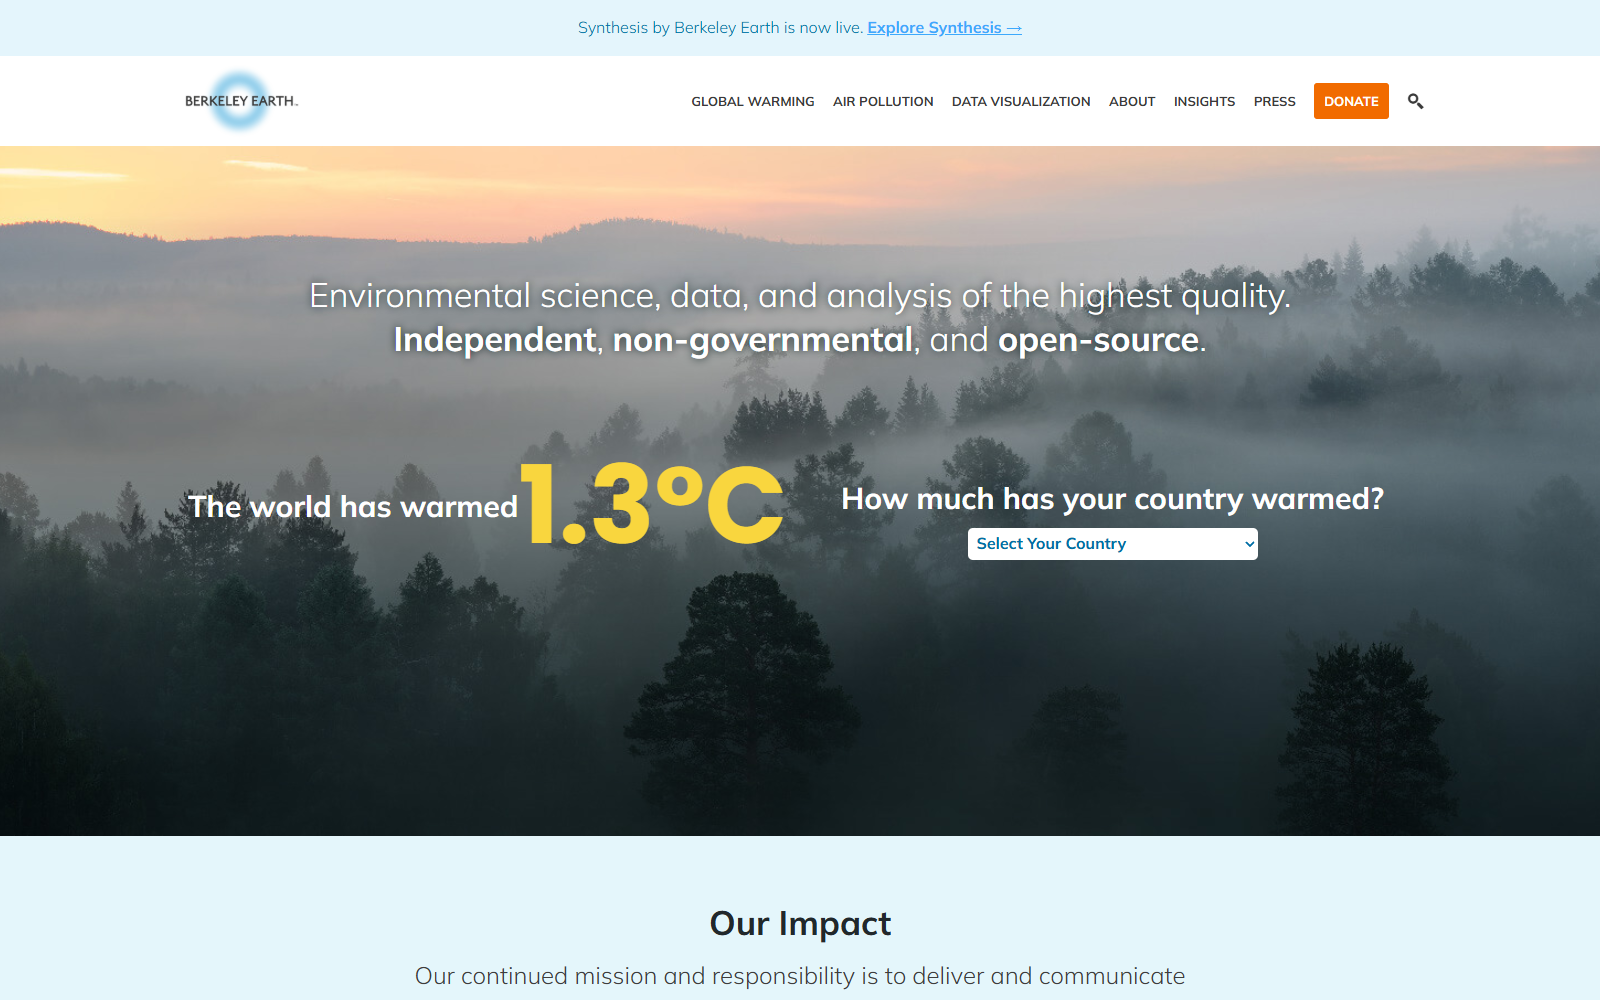 Synthesis by Berkeley Earth is now live. Explore Synthesis →
BERKELEY EARTH™
GLOBAL WARMING AIR POLLUTION DATA VISUALIZATION ABOUT INSIGHTS PRESS DONATE
Environmental science, data, and analysis of the highest quality.
Independent, non-governmental, and open-source.
The world has warmed 1.3°C
How much has your country warmed?
Select Your Country
Our Impact
Our continued mission and responsibility is to deliver and communicate